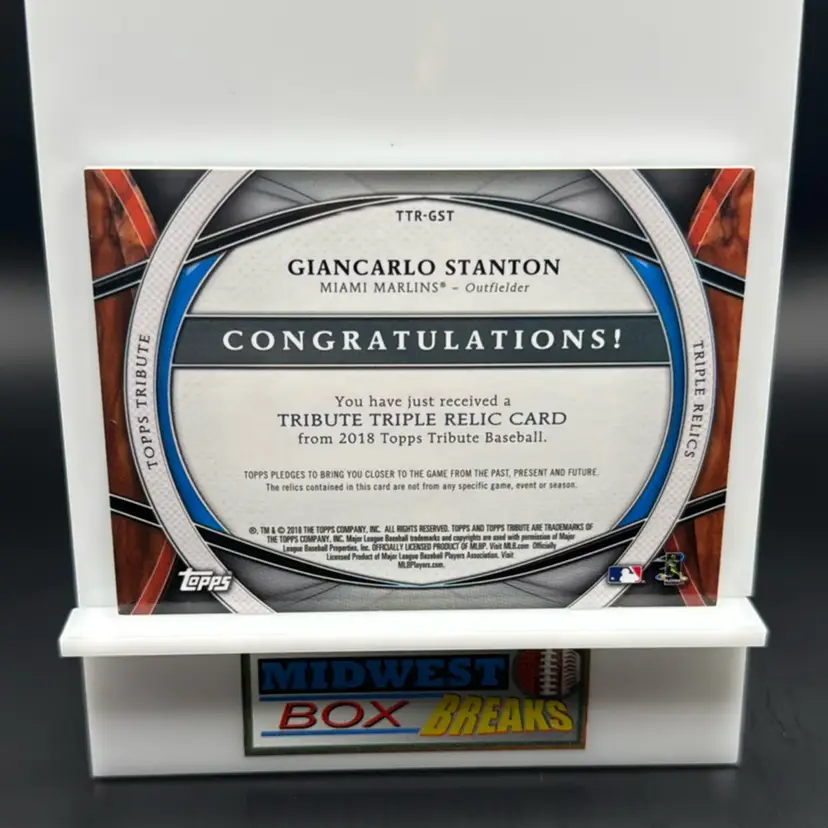 TTR-GST
GIANCARLO STANTON
MIAMI MARLINS® – Outfielder
CONGRATULATIONS!
You have just received a
TRIBUTE TRIPLE RELIC CARD
from 2018 Topps Tribute Baseball.
TOPPS PLEDGES TO BRING YOU CLOSER TO THE GAME FROM THE PAST, PRESENT AND FUTURE.
The relics contained in this card are not from any specific game, event or season.
®, TM & © 2018 THE TOPPS COMPANY, INC. ALL RIGHTS RESERVED. TOPPS AND TOPPS TRIBUTE ARE TRADEMARKS OF
THE TOPPS COMPANY, INC. Major League Baseball trademarks and copyrights are used with permission of Major
League Baseball Properties, Inc. OFFICIALLY LICENSED PRODUCT OF MLBP. Visit MLB.com Officially
Licensed Product of Major League Baseball Players Association. Visit
MLBPlayers.com.
TOPPS TRIBUTE
TRIPLE RELICS
Topps
MIDWEST
BOX BREAKS